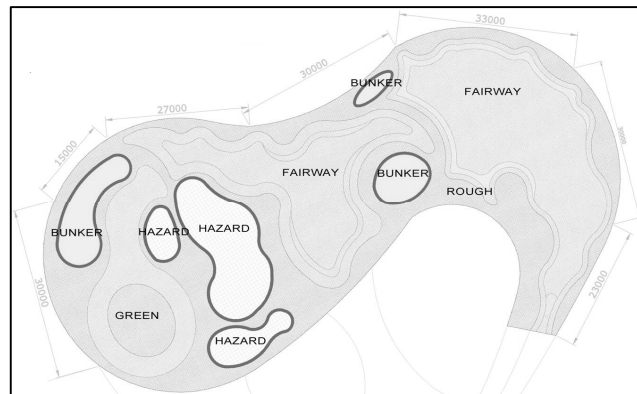 33000
30000
BUNKER
FAIRWAY
27000
15000
FAIRWAY
BUNKER
ROUGH
BUNKER
HAZARD
HAZARD
30000
23000
GREEN
HAZARD